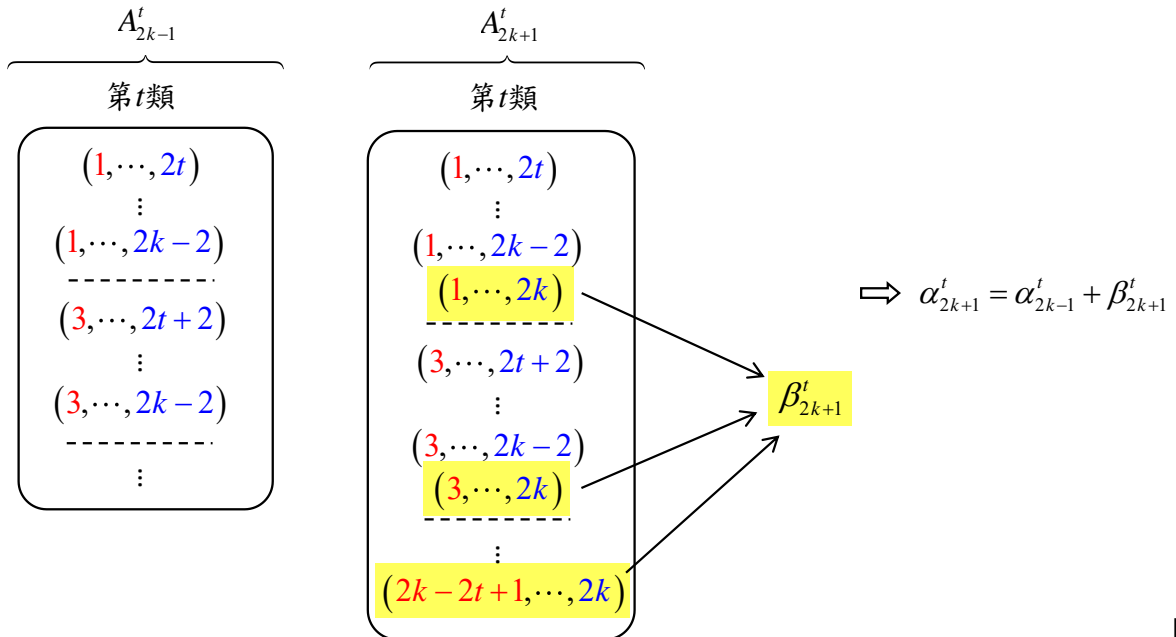 A^t_{2k-1}
第t類
(1,⋯,2t)
⋮
(1,⋯,2k−2)
(3,⋯,2t+2)
⋮
(3,⋯,2k−2)
⋮
A^t_{2k+1}
第t類
(1,⋯,2t)
⋮
(1,⋯,2k−2)
(1,⋯,2k)
(3,⋯,2t+2)
⋮
(3,⋯,2k−2)
(3,⋯,2k)
⋮
(2k−2t+1,⋯,2k)
β^t_{2k+1}
⇨ α^t_{2k+1} = α^t_{2k-1} + β^t_{2k+1}